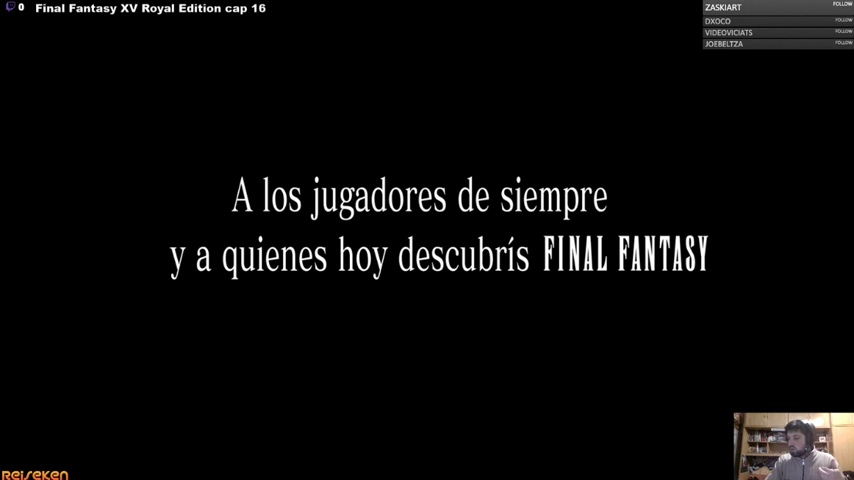 0 Final Fantasy XV Royal Edition cap 16
ZASKIART FOLLOW
DXOCO FOLLOW
VIDEOVICIATS FOLLOW
JOEBELTZA FOLLOW
A los jugadores de siempre
y a quienes hoy descubrís FINAL FANTASY
REISEKEN